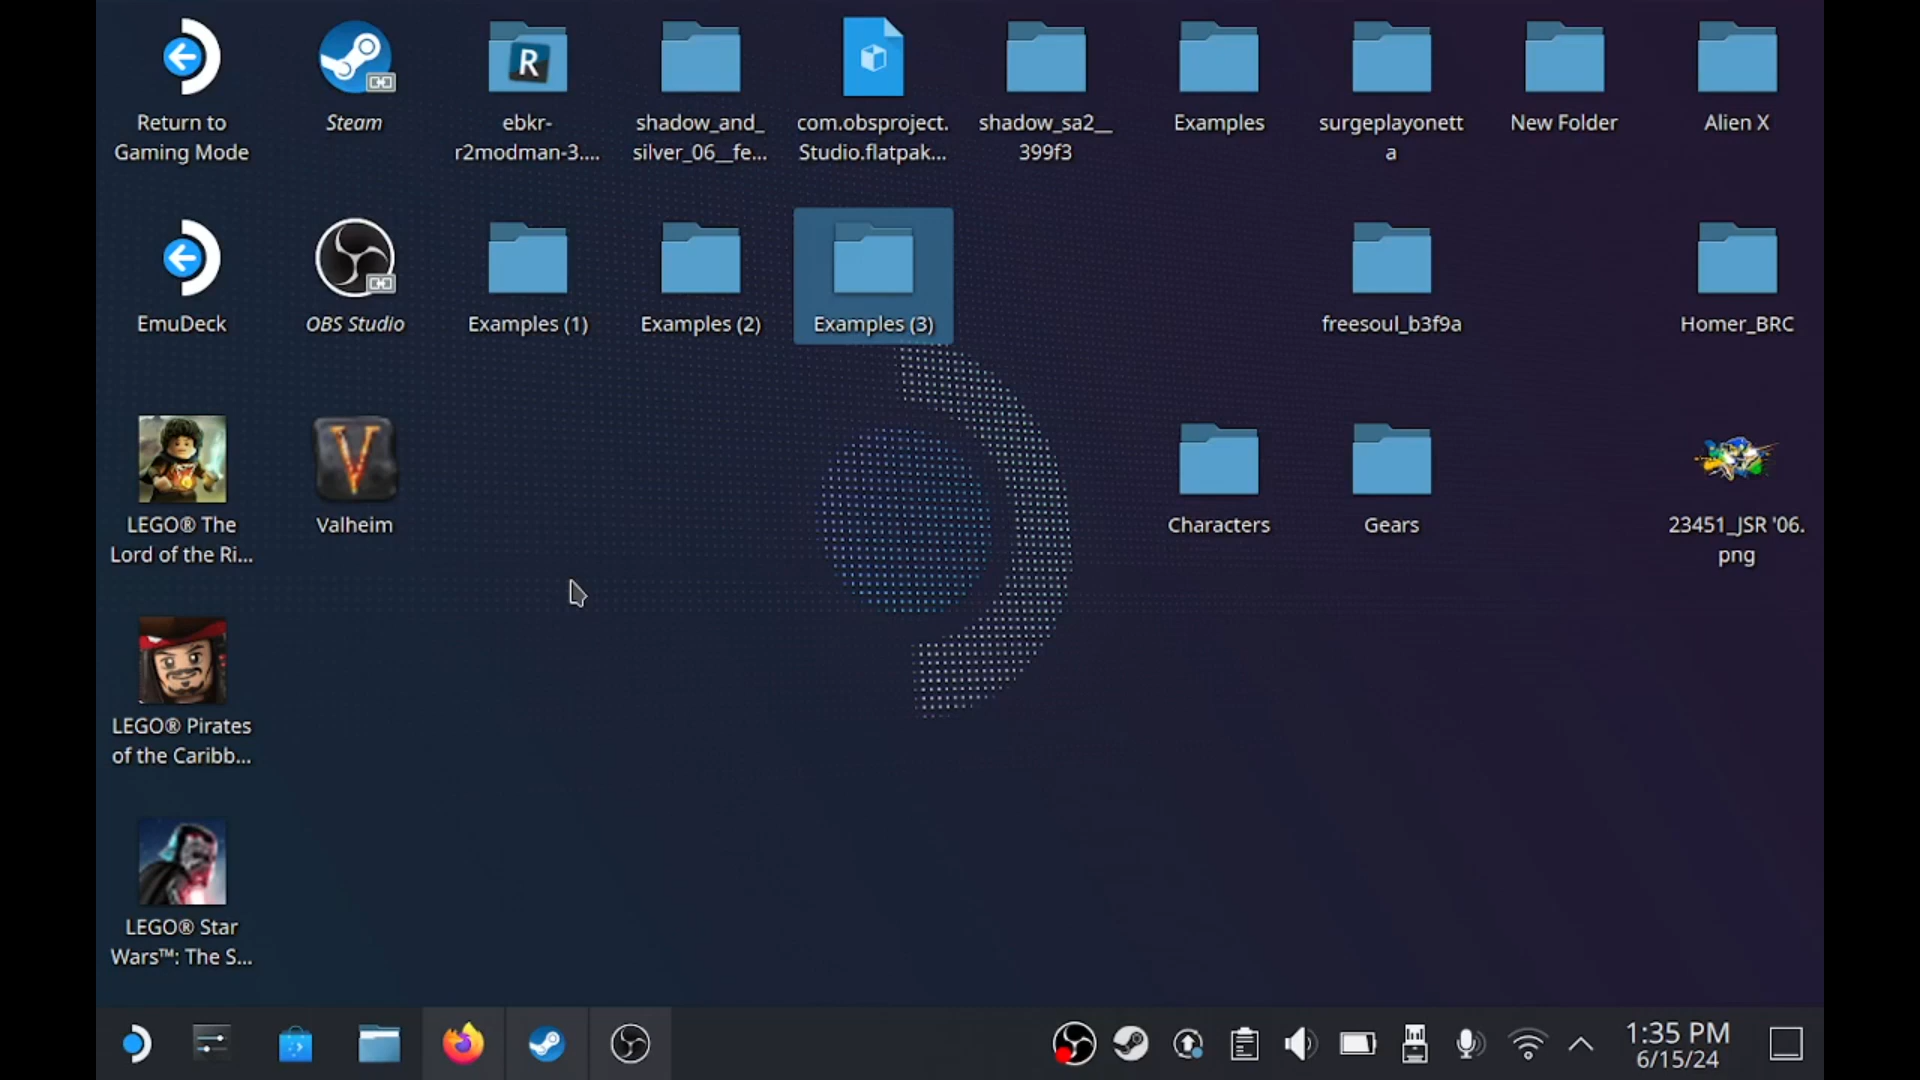 Return to
Gaming Mode
Steam
R
ebkr-
r2modman-3....
shadow_and_
silver_06__fe...
com.obsproject.
Studio.flatpak...
shadow_sa2__
399f3
Examples
surgeplayonett
a
New Folder
Alien X
EmuDeck
OBS Studio
Examples (1)
Examples (2)
Examples (3)
freesoul_b3f9a
Homer_BRC
LEGO® The
Lord of the Ri...
V
Valheim
Characters
Gears
23451_JSR '06.
png
LEGO® Pirates
of the Caribb...
LEGO® Star
Wars™: The S...
1:35 PM
6/15/24